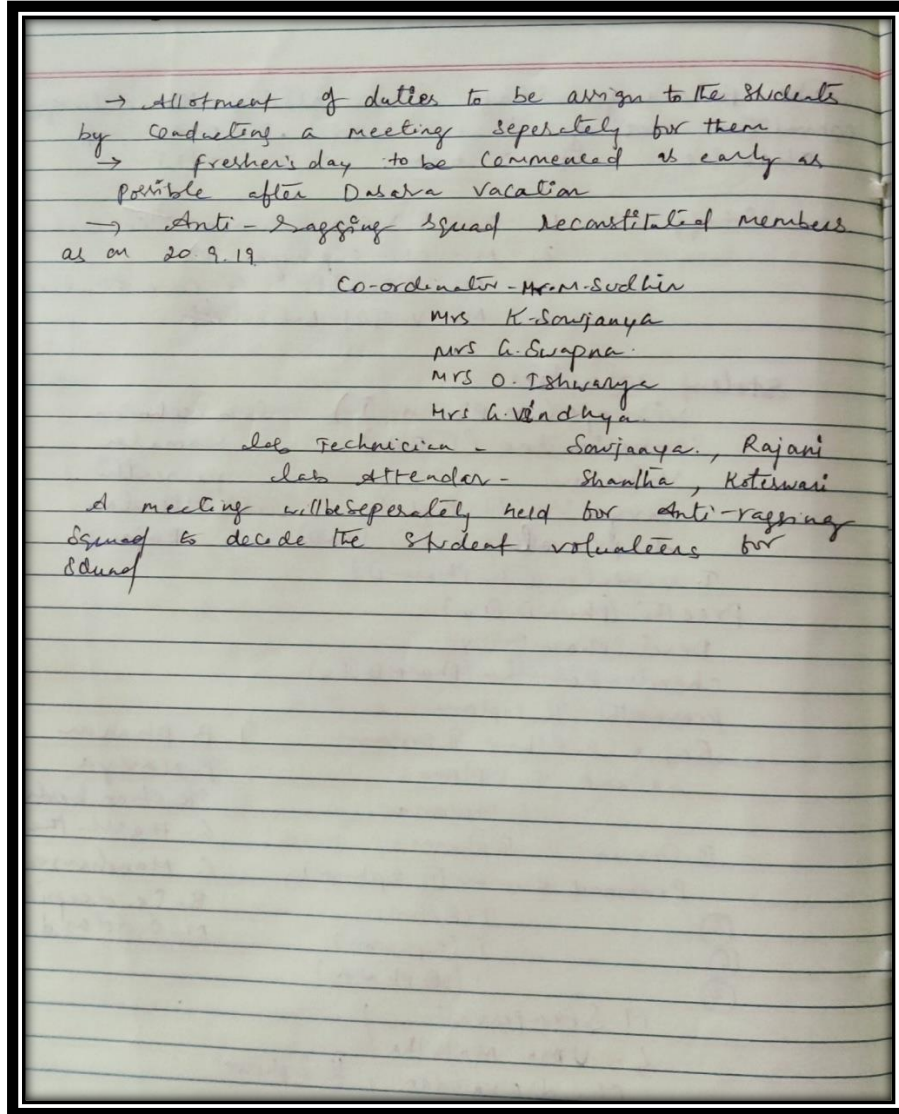 → Allotment of duties to be assign to the Students
by conducting a meeting seperately for them
→ fresher's day to be Commenced as early as
possible after Dasara vacation
→ Anti-ragging squad reconstituted members
as on 20.9.19
Co-ordinator - Mr. M. Sudhir
Mrs K. Sowjanya
Mrs G. Swapna.
Mrs O. Ishwarya
Mrs G. Vindhya
Lab Technician - Sowjanya, Rajani
Lab Attendar - Shantha, Koteswari
A meeting will be seperately held for Anti-ragging
Squad to decide the Student volunteers for
Squad